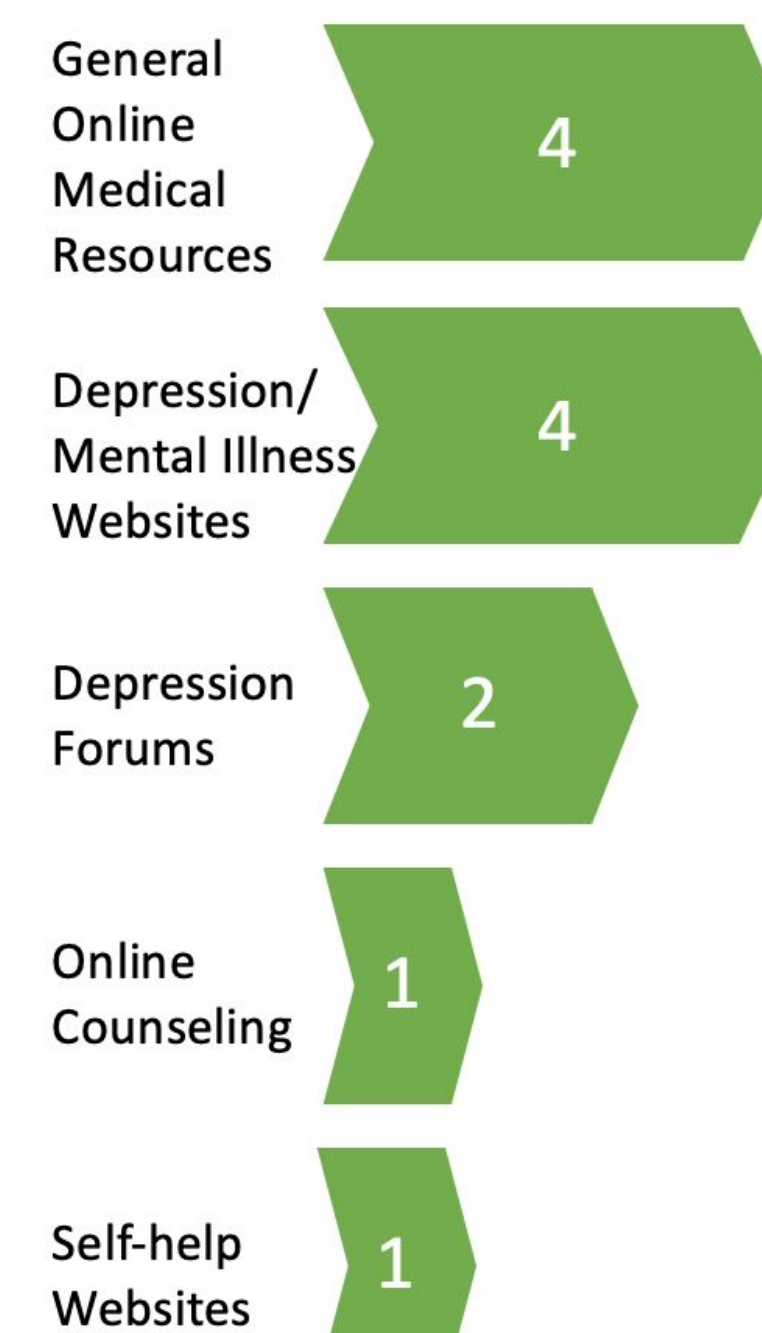 General
Online
Medical
Resources
4
Depression/
Mental Illness
Websites
4
Depression
Forums
2
Online
Counseling
1
Self-help
Websites
1